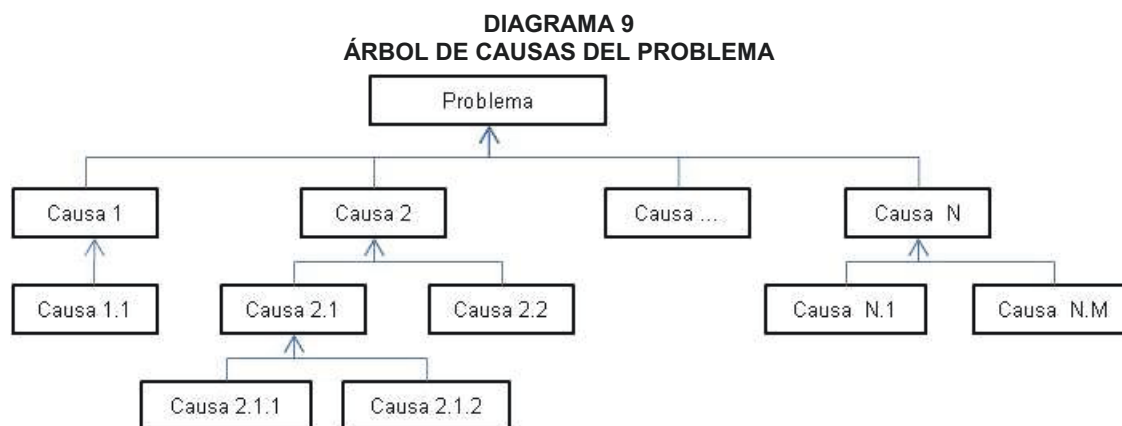 DIAGRAMA 9
ÁRBOL DE CAUSAS DEL PROBLEMA
Problema
Causa 1
Causa 2
Causa ...
Causa N
Causa 1.1
Causa 2.1
Causa 2.2
Causa N.1
Causa N.M
Causa 2.1.1
Causa 2.1.2